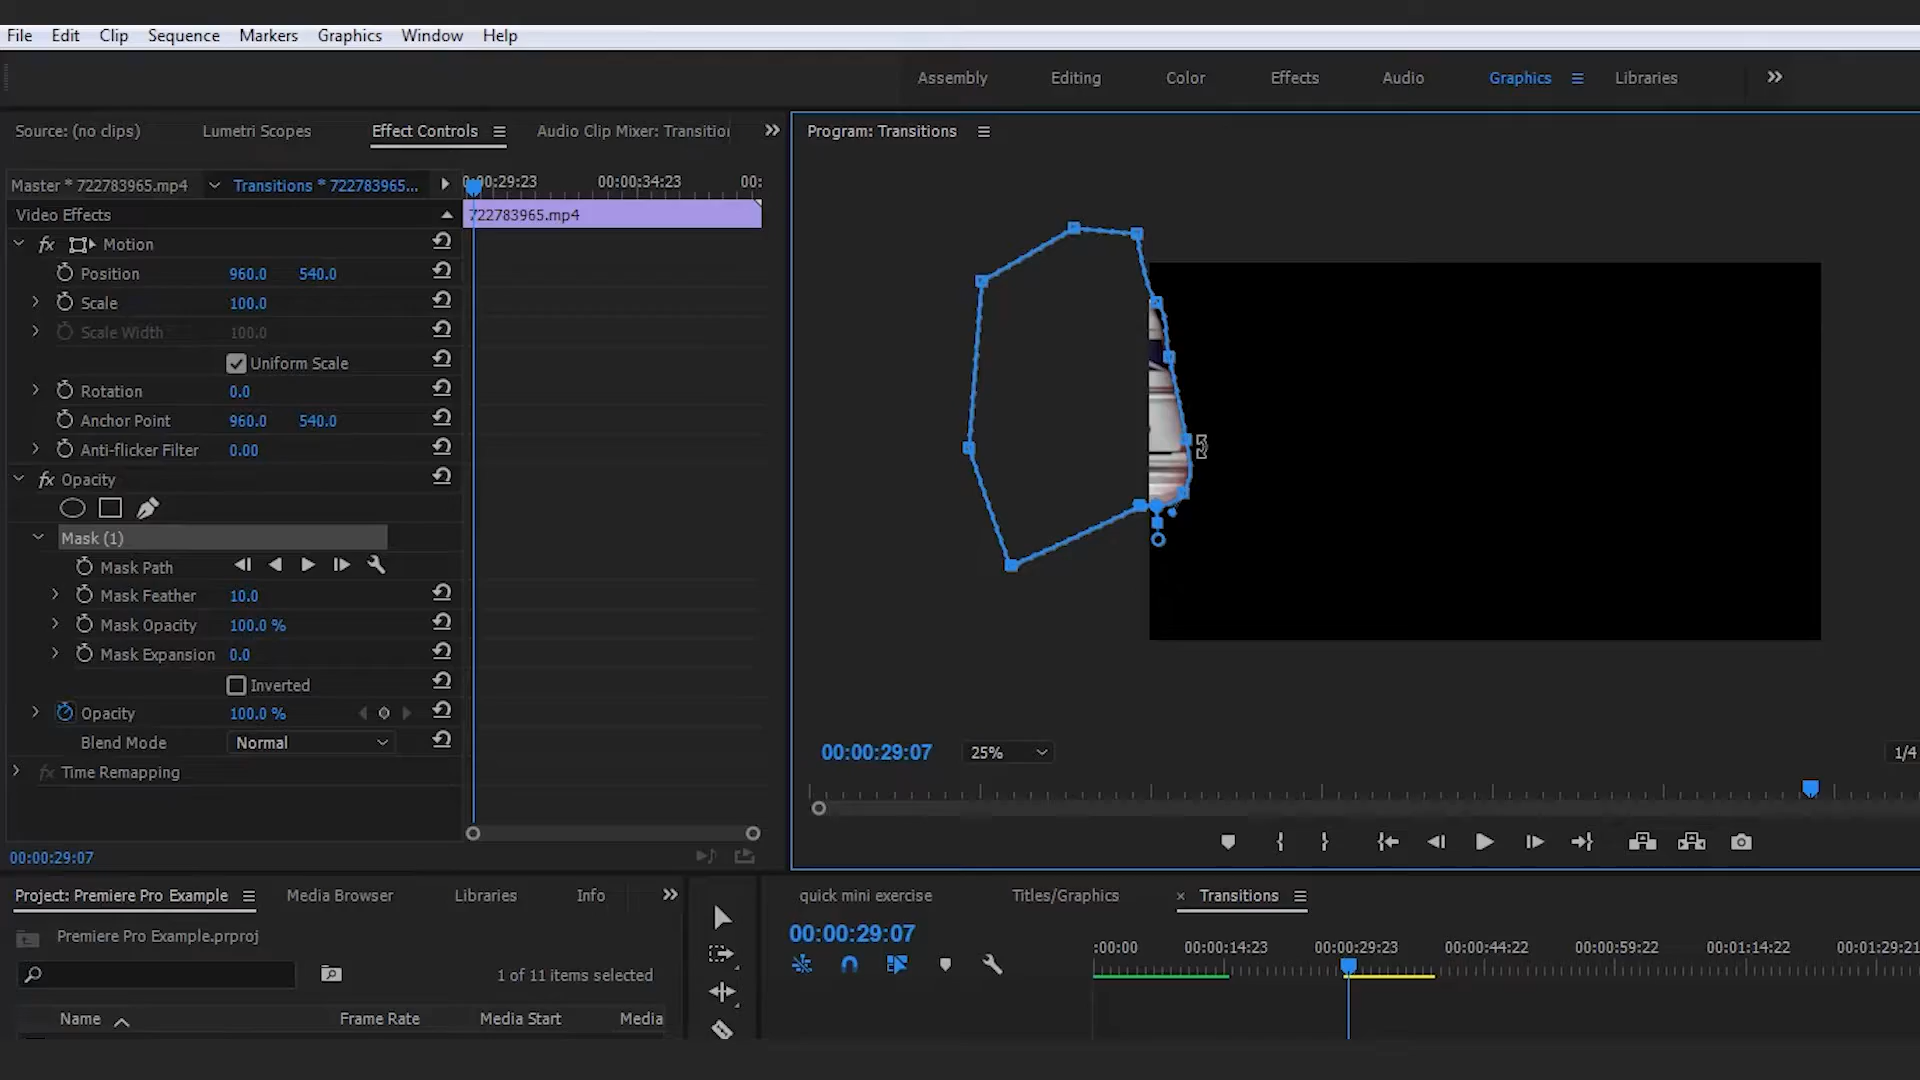 File Edit Clip Sequence Markers Graphics Window Help
Assembly Editing Color Effects Audio Graphics Libraries
Source: (no clips) Lumetri Scopes Effect Controls Audio Clip Mixer: Transitior
Program: Transitions
Master * 722783965.mp4 Transitions * 722783965... 0:00:29:23 00:00:34:23 00:
Video Effects 722783965.mp4
fx Motion
Position 960.0 540.0
Scale 100.0
Scale Width 100.0
Uniform Scale
Rotation 0.0
Anchor Point 960.0 540.0
Anti-flicker Filter 0.00
fx Opacity
Mask (1)
Mask Path
Mask Feather 10.0
Mask Opacity 100.0 %
Mask Expansion 0.0
Inverted
Opacity 100.0 %
Blend Mode Normal
fx Time Remapping
00:00:29:07 25% 1/4
00:00:29:07
Project: Premiere Pro Example Media Browser Libraries Info
Premiere Pro Example.prproj
1 of 11 items selected
Name Frame Rate Media Start Media
quick mini exercise Titles/Graphics × Transitions
00:00:29:07
:00:00 00:00:14:23 00:00:29:23 00:00:44:22 00:00:59:22 00:01:14:22 00:01:29:21